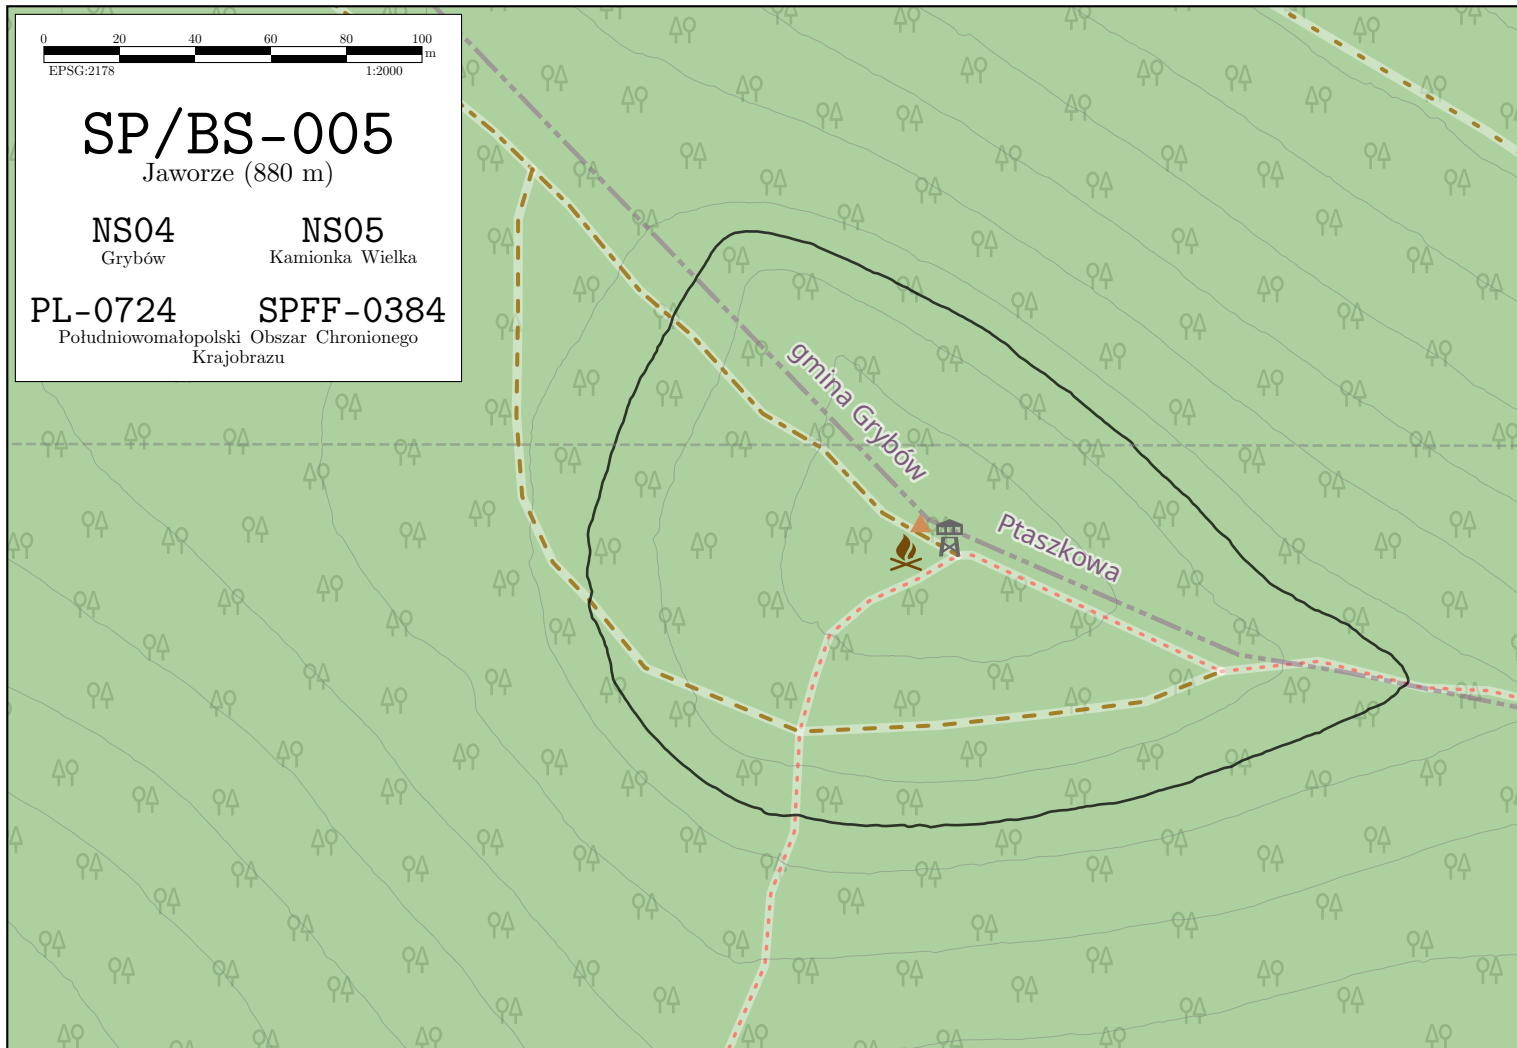 0 20 40 60 80 100
m
EPSG:2178 1:2000
SP/BS-005
Jaworze (880 m)
NS04 NS05
Grybów Kamionka Wielka
PL-0724 SPFF-0384
Południowomałopolski Obszar Chronionego
Krajobrazu
gmina Grybów
Ptaszkowa